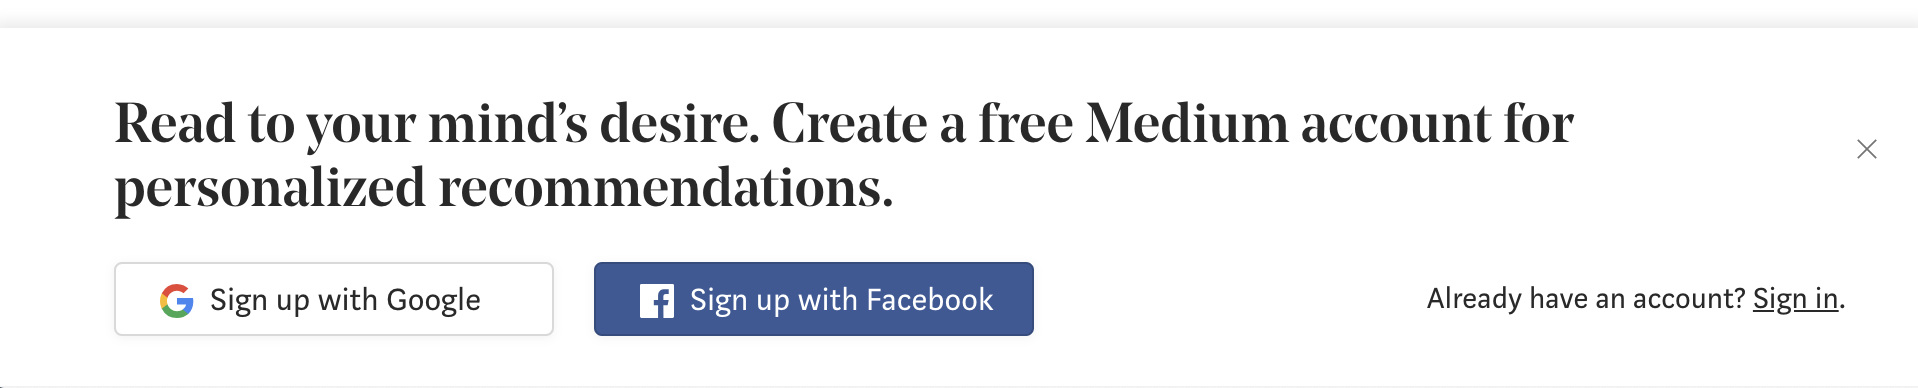 Read to your mind’s desire. Create a free Medium account for
personalized recommendations.
Sign up with Google
Sign up with Facebook
Already have an account? Sign in.